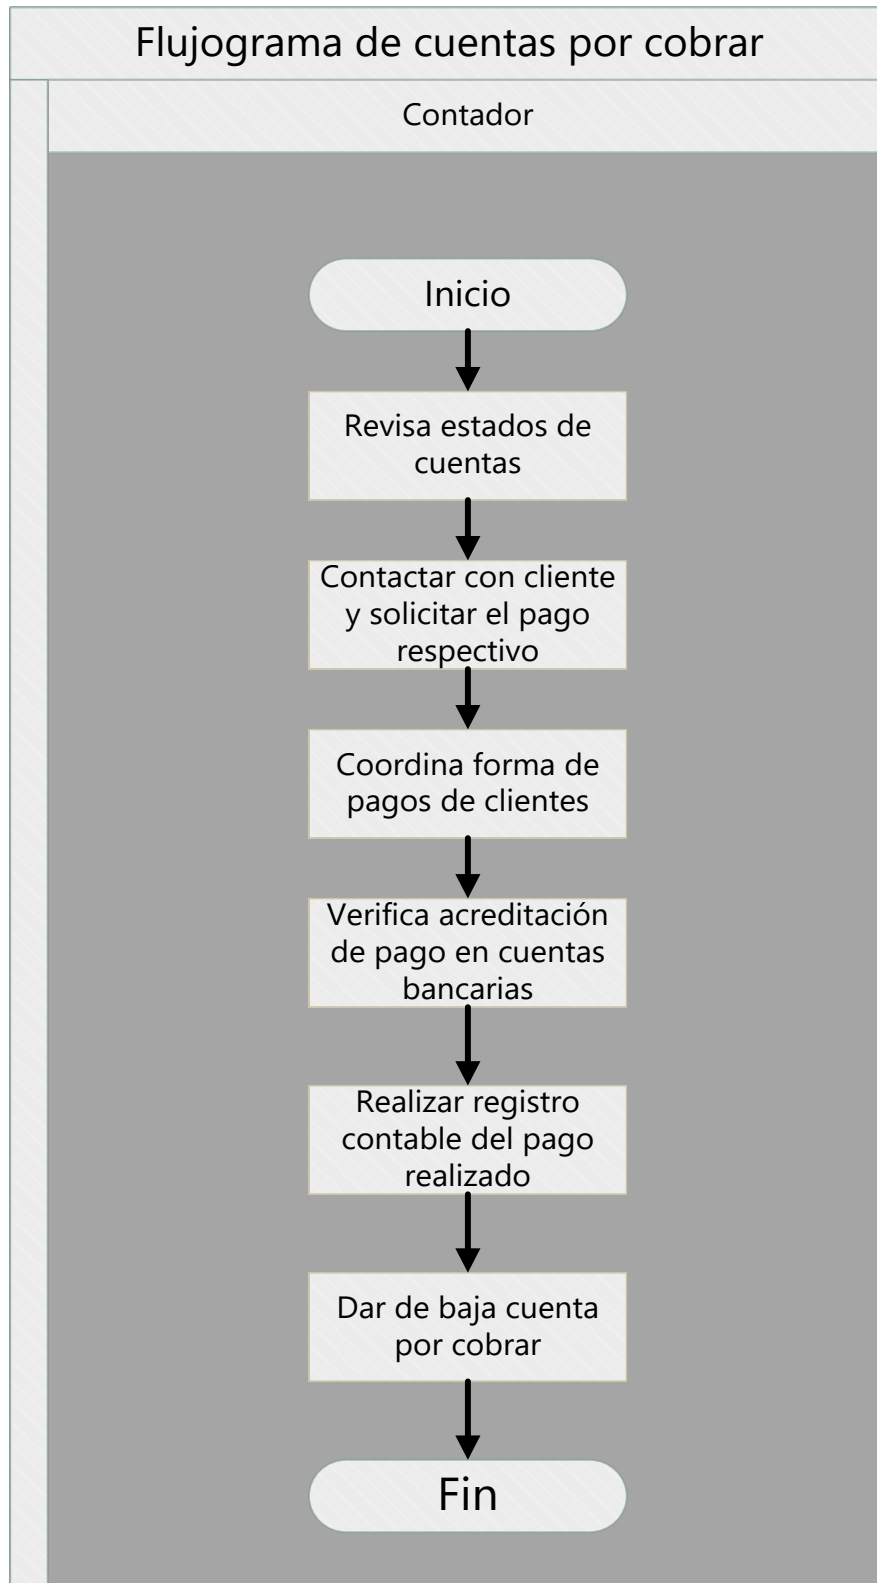 Flujograma de cuentas por cobrar
Contador
Inicio
Revisa estados de
cuentas
Contactar con cliente
y solicitar el pago
respectivo
Coordina forma de
pagos de clientes
Verifica acreditación
de pago en cuentas
bancarias
Realizar registro
contable del pago
realizado
Dar de baja cuenta
por cobrar
Fin